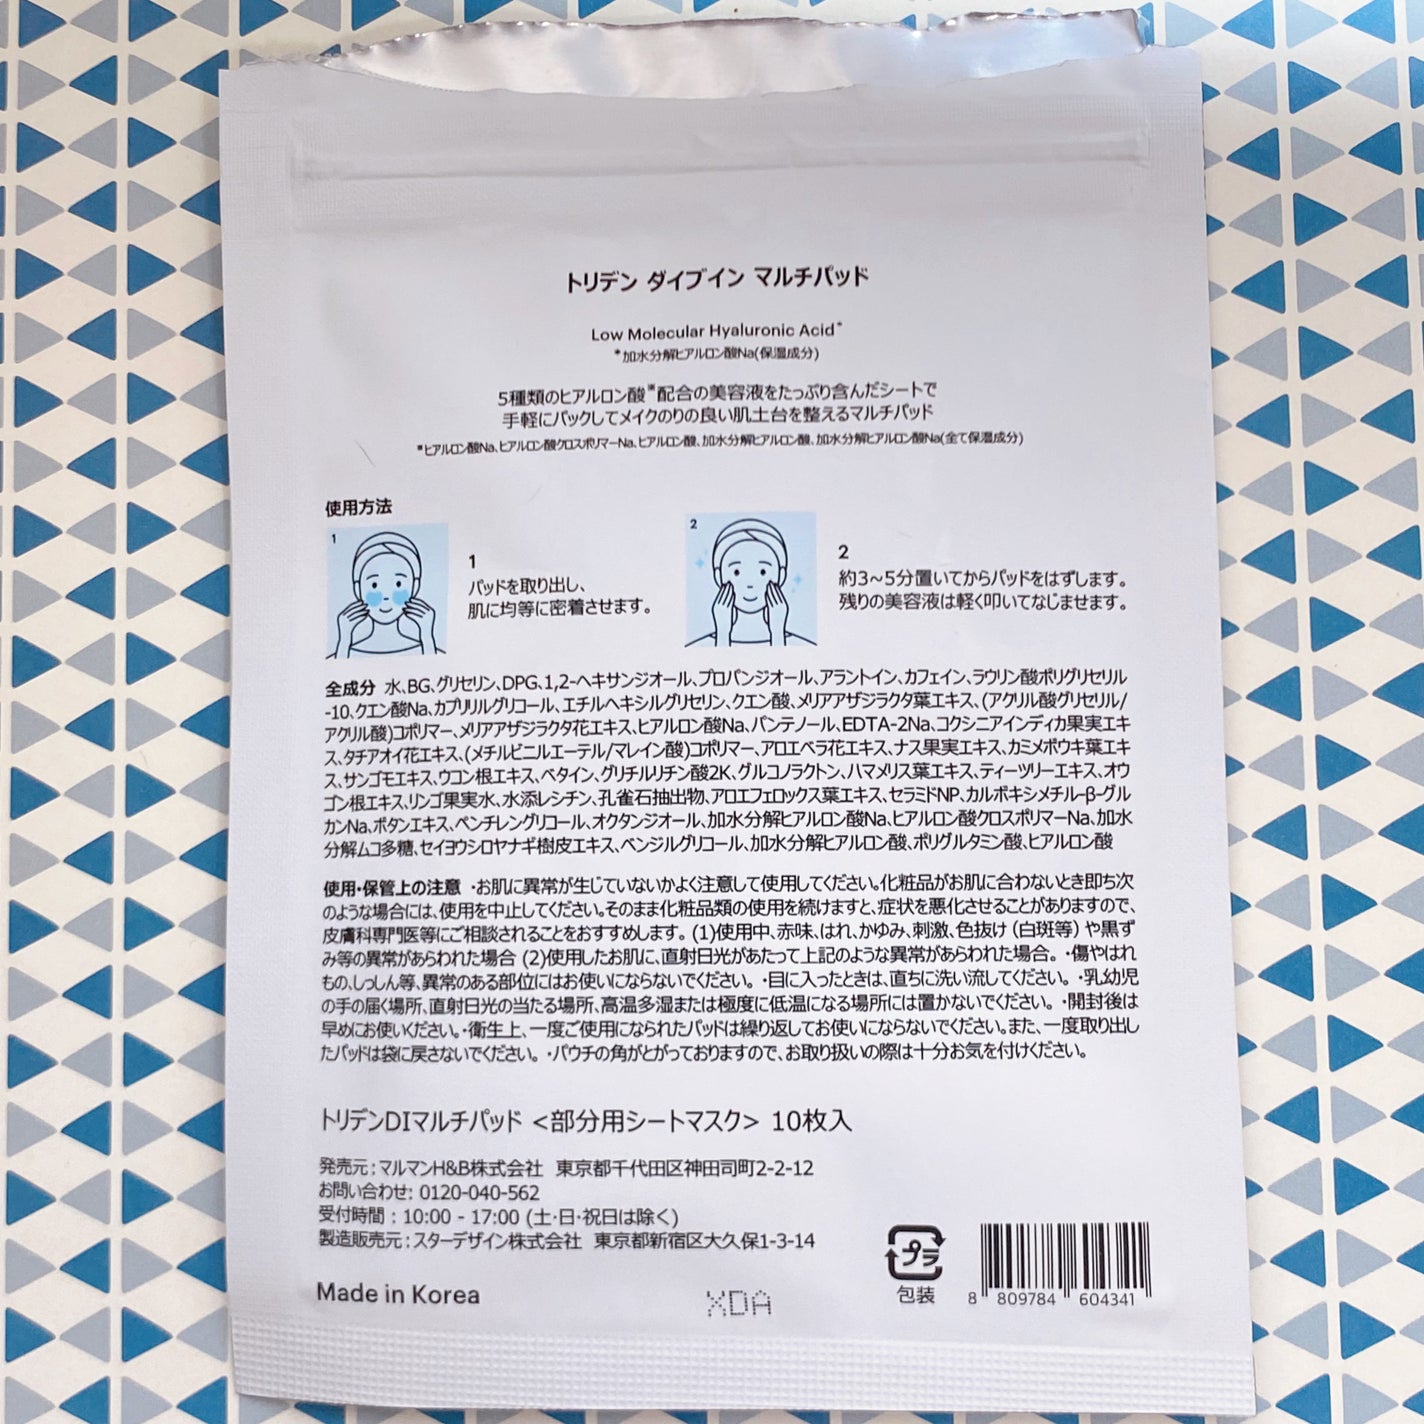 トリデン ダイブイン マルチパッド
Low Molecular Hyaluronic Acid*
*加水分解ヒアルロン酸Na(保湿成分)
5種類のヒアルロン酸※配合の美容液をたっぷり含んだシートで
手軽にパックしてメイクのりの良い肌土台を整えるマルチパッド
※ヒアルロン酸Na、ヒアルロン酸クロスポリマーNa、ヒアルロン酸、加水分解ヒアルロン酸、加水分解ヒアルロン酸Na(全て保湿成分)
使用方法
1
1
パッドを取り出し、
肌に均等に密着させます。
2
2
約3~5分置いてからパッドをはずします。
残りの美容液は軽く叩いてなじませます。
全成分 水、BG、グリセリン、DPG、1,2-ヘキサンジオール、プロパンジオール、アラントイン、カフェイン、ラウリン酸ポリグリセリル
-10、クエン酸Na、カプリリルグリコール、エチルヘキシルグリセリン、クエン酸、メリアアザジラクタ葉エキス、(アクリル酸グリセリル/
アクリル酸)コポリマー、メリアアザジラクタ花エキス、ヒアルロン酸Na、パンテノール、EDTA-2Na、コクシニアインディカ果実エキ
ス、タチアオイ花エキス、(メチルビニルエーテル/マレイン酸)コポリマー、アロエベラ花エキス、ナス果実エキス、カミメボウキ葉エキ
ス、サンゴモエキス、ウコン根エキス、ベタイン、グリチルリチン酸2K、グルコノラクトン、ハマメリス葉エキス、ティーツリーエキス、オウ
ゴン根エキス、リンゴ果実水、水添レシチン、孔雀石抽出物、アロエフェロックス葉エキス、セラミドNP、カルボキシメチル-β-グル
カンNa、ボタンエキス、ペンチレングリコール、オクタンジオール、加水分解ヒアルロン酸Na、ヒアルロン酸クロスポリマーNa、加水
分解ムコ多糖、セイヨウシロヤナギ樹皮エキス、ベンジルグリコール、加水分解ヒアルロン酸、ポリグルタミン酸、ヒアルロン酸
使用・保管上の注意 ・お肌に異常が生じていないかよく注意して使用してください。化粧品がお肌に合わないとき即ち次
のような場合には、使用を中止してください。そのまま化粧品類の使用を続けますと、症状を悪化させることがありますので、
皮膚科専門医等にご相談されることをおすすめします。(1)使用中、赤味、はれ、かゆみ、刺激、色抜け(白斑等)や黒ず
み等の異常があらわれた場合 (2)使用したお肌に、直射日光があたって上記のような異常があらわれた場合。・傷やはれ
もの、しっしん等、異常のある部位にはお使いにならないでください。・目に入ったときは、直ちに洗い流してください。・乳幼児
の手の届く場所、直射日光の当たる場所、高温多湿または極度に低温になる場所には置かないでください。・開封後は
早めにお使いください。・衛生上、一度ご使用になられたパッドは繰り返してお使いにならないでください。また、一度取り出し
たパッドは袋に戻さないでください。・パウチの角がとがっておりますので、お取り扱いの際は十分お気を付けください。
トリデンDIマルチパッド <部分用シートマスク> 10枚入
発売元:マルマンH&B株式会社 東京都千代田区神田司町2-2-12
お問い合わせ: 0120-040-562
受付時間:10:00 - 17:00 (土・日・祝日は除く)
製造販売元:スターデザイン株式会社 東京都新宿区大久保1-3-14
Made in Korea
XDA
プラ
包装
8 809784 604341